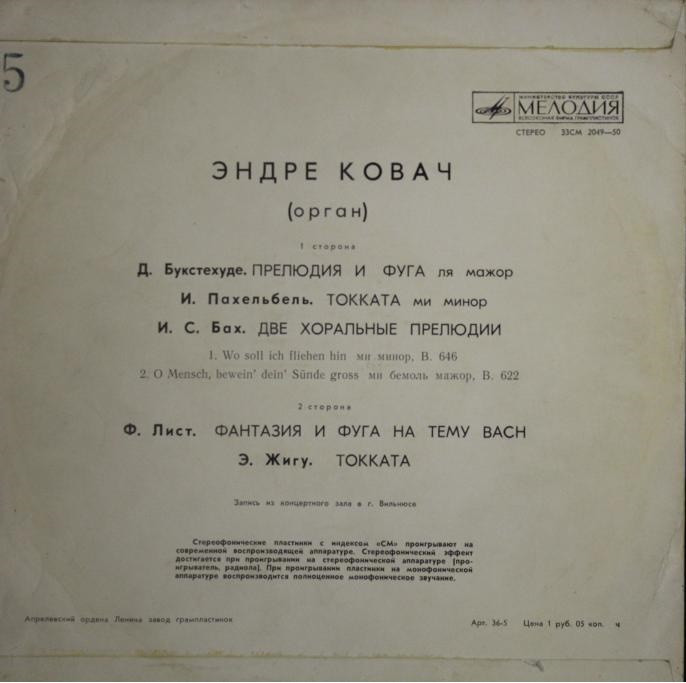 5
МИНИСТЕРСТВО КУЛЬТУРЫ СССР
МЕЛОДИЯ
ВСЕСОЮЗНАЯ ФИРМА ГРАМПЛАСТИНОК
СТЕРЕО 33СМ 2049—50
ЭНДРЕ КОВАЧ
(орган)
1 сторона
Д. Букстехуде. ПРЕЛЮДИЯ И ФУГА ля мажор
И. Пахельбель. ТОККАТА ми минор
И. С. Бах. ДВЕ ХОРАЛЬНЫЕ ПРЕЛЮДИИ
1. Wo soll ich fliehen hin ми минор, В. 646
2. O Mensch, bewein' dein' Sünde gross ми бемоль мажор, В. 622
2 сторона
Ф. Лист. ФАНТАЗИЯ И ФУГА НА ТЕМУ BACH
Э. Жигу. ТОККАТА
Запись из концертного зала в г. Вильнюсе
Стереофонические пластинки с индексом «СМ» проигрывают на
современной воспроизводящей аппаратуре. Стереофонический эффект
достигается при проигрывании на стереофонической аппаратуре (про-
игрыватель, радиола). При проигрывании пластинки на монофонической
аппаратуре воспроизводится полноценное монофоническое звучание.
Апрелевский ордена Ленина завод грампластинок
Арт. 36-5 Цена 1 руб. 05 коп. ч